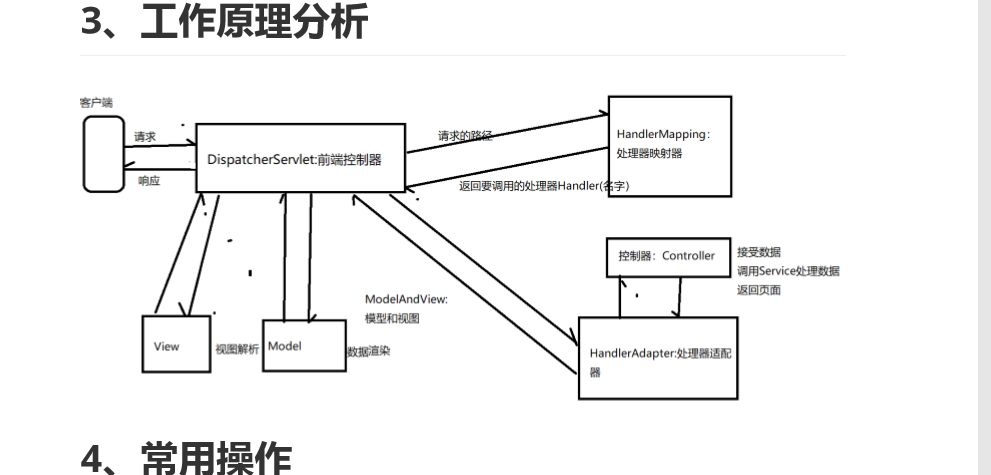 3、工作原理分析
客户端
请求
响应
DispatcherServlet:前端控制器
请求的路径
返回要调用的处理器Handler(名字)
HandlerMapping：
处理器映射器
控制器：Controller
接受数据
调用Service处理数据
返回页面
ModelAndView:
模型和视图
View
视图解析
Model
数据渲染
HandlerAdapter:处理器适配
器
4、常用操作